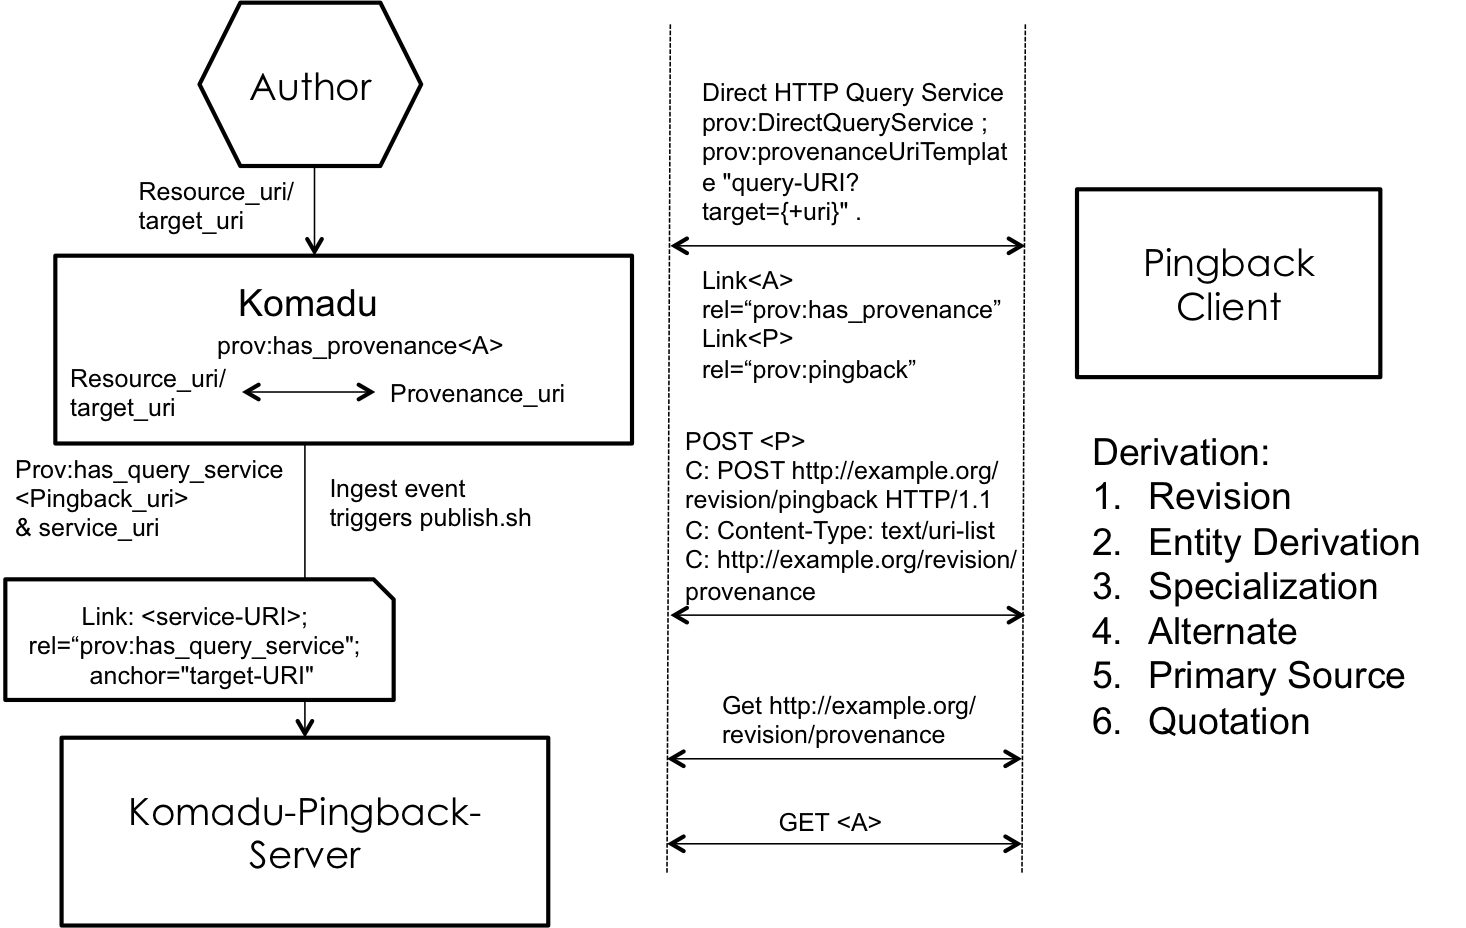 Author
Resource_uri/
target_uri
Komadu
prov:has_provenance<A>
Resource_uri/
target_uri
Provenance_uri
Prov:has_query_service
<Pingback_uri>
& service_uri
Ingest event
triggers publish.sh
Link: <service-URI>;
rel=“prov:has_query_service";
anchor="target-URI"
Komadu-Pingback-
Server
Direct HTTP Query Service
prov:DirectQueryService ;
prov:provenanceUriTemplat
e "query-URI?
target={+uri}" .
Link<A>
rel=“prov:has_provenance”
Link<P>
rel=“prov:pingback”
POST <P>
C: POST http://example.org/
revision/pingback HTTP/1.1
C: Content-Type: text/uri-list
C: http://example.org/revision/
provenance
Get http://example.org/
revision/provenance
GET <A>
Pingback
Client
Derivation:
1. Revision
2. Entity Derivation
3. Specialization
4. Alternate
5. Primary Source
6. Quotation